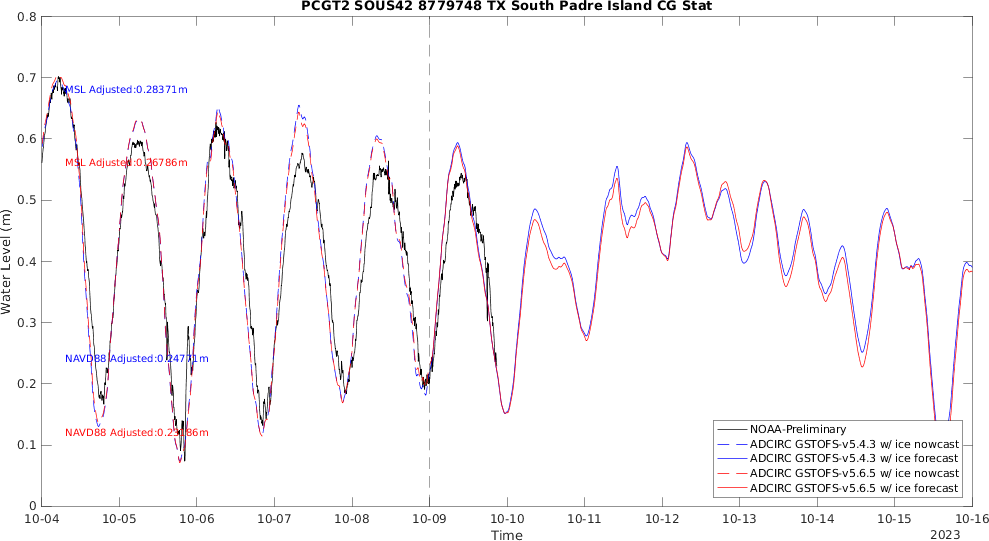 PCGT2 SOUS42 8779748 TX South Padre Island CG Stat
0.8
0.7
0.6
0.5
0.4
0.3
0.2
0.1
0
Water Level (m)
MSL Adjusted:0.28371m
MSL Adjusted:0.26786m
NAVD88 Adjusted:0.24771m
NAVD88
NOAA-Preliminary
ADCIRC GSTOFS-v5.4.3 w/ ice nowcast
ADCIRC GSTOFS-v5.4.3 w/ ice forecast
ADCIRC GSTOFS-v5.6.5 w/ ice nowcast
ADCIRC GSTOFS-v5.6.5 w/ ice forecast
10-04 10-05 10-06 10-07 10-08 10-09 10-10 10-11 10-12 10-13 10-14 10-15 10-16
Time
2023